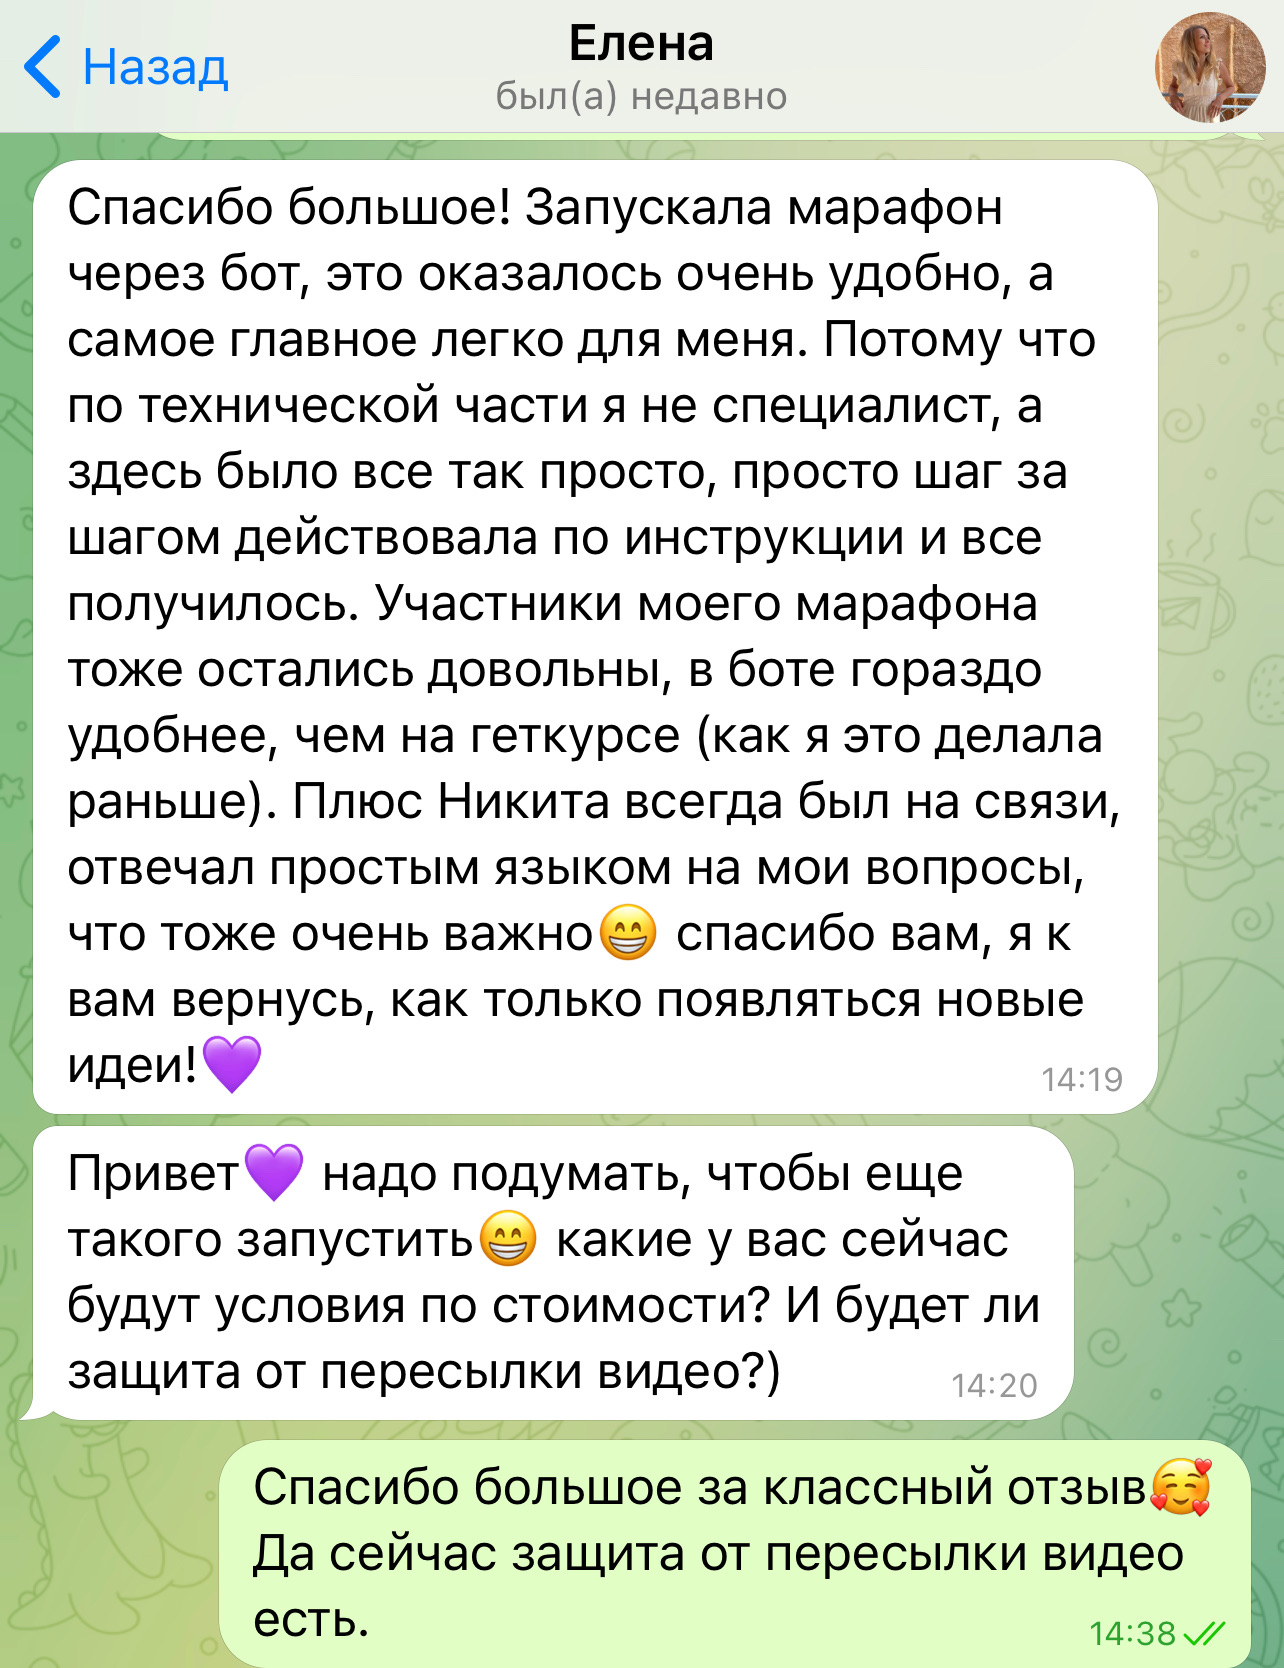 Назад
Елена
был(а) недавно
Спасибо большое! Запускала марафон
через бот, это оказалось очень удобно, а
самое главное легко для меня. Потому что
по технической части я не специалист, а
здесь было все так просто, просто шаг за
шагом действовала по инструкции и все
получилось. Участники моего марафона
тоже остались довольны, в боте гораздо
удобнее, чем на геткурсе (как я это делала
раньше). Плюс Никита всегда был на связи,
отвечал простым языком на мои вопросы,
что тоже очень важно😁 спасибо вам, я к
вам вернусь, как только появляться новые
идеи!💜
14:19
Привет💜 надо подумать, чтобы еще
такого запустить😁 какие у вас сейчас
будут условия по стоимости? И будет ли
защита от пересылки видео?)
14:20
Спасибо большое за классный отзыв🥰
Да сейчас защита от пересылки видео
есть.
14:38